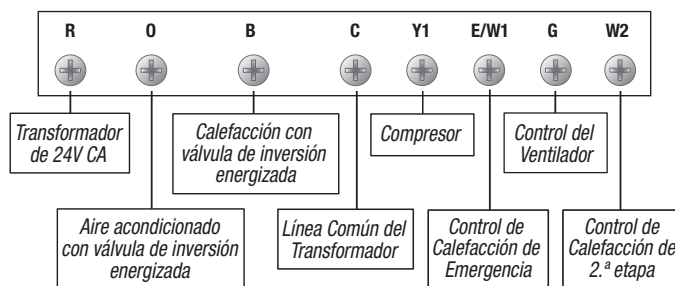 R O B C Y1 E/W1 G W2
Transformador
de 24V CA
Calefacción con
válvula de inversión
energizada
Compresor
Control del
Ventilador
Aire acondicionado
con válvula de inversión
energizada
Línea Común del
Transformador
Control de
Calefacción de
Emergencia
Control de
Calefacción de
2.ª etapa